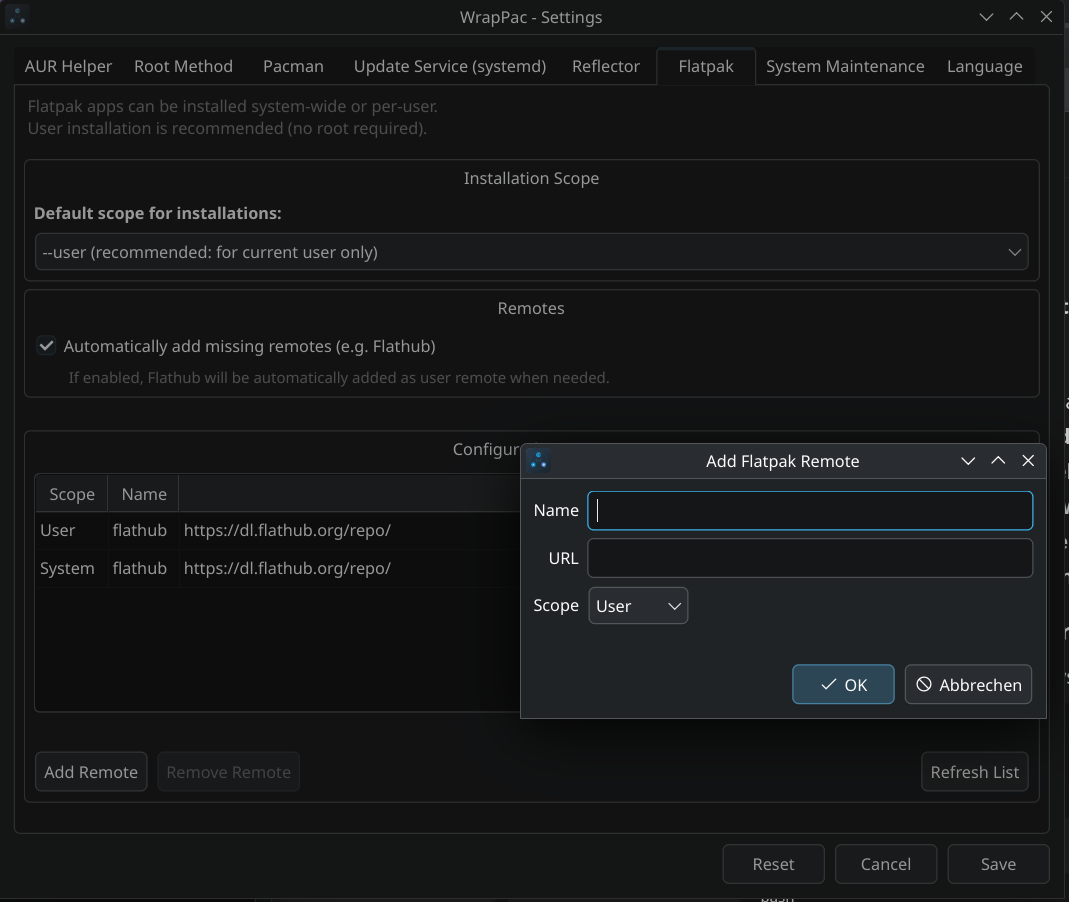 WrapPac - Settings
AUR Helper Root Method Pacman Update Service (systemd) Reflector Flatpak System Maintenance Language
Flatpak apps can be installed system-wide or per-user.
User installation is recommended (no root required).
Installation Scope
Default scope for installations:
--user (recommended: for current user only)
Remotes
Automatically add missing remotes (e.g. Flathub)
If enabled, Flathub will be automatically added as user remote when needed.
Scope Name
User flathub https://dl.flathub.org/repo/
System flathub https://dl.flathub.org/repo/
Add Remote Remove Remote Refresh List
Reset Cancel Save
Add Flatpak Remote
Name
URL
Scope User
OK Abbrechen